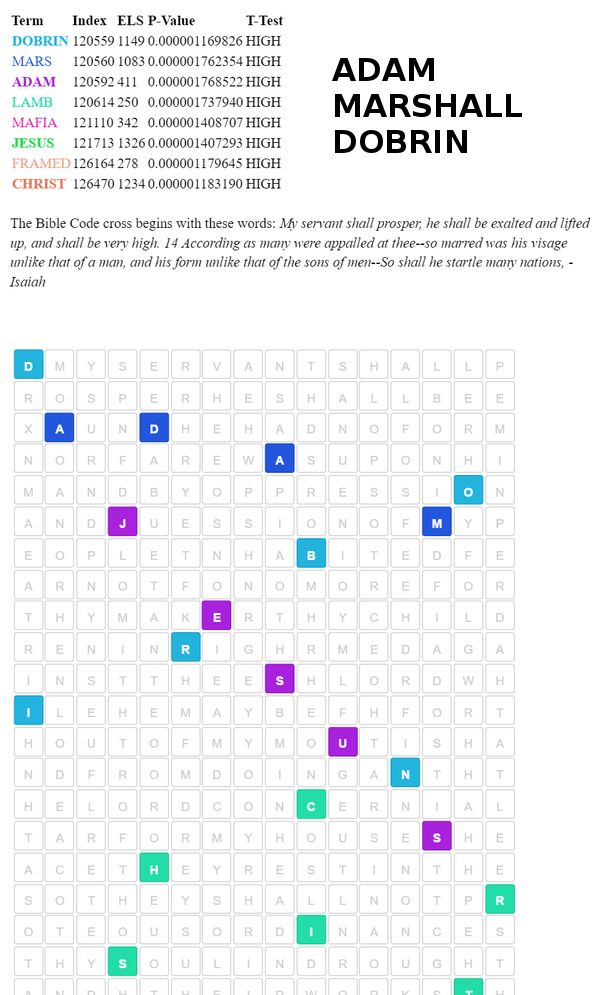 Term Index ELS P-Value T-Test
DOBRIN 120559 1149 0.000001169826 HIGH
MARS 120560 1083 0.000001762354 HIGH
ADAM 120592 411 0.000001768522 HIGH
LAMB 120614 250 0.000001737940 HIGH
MAFIA 121110 342 0.000001408707 HIGH
JESUS 121713 1326 0.000001407293 HIGH
FRAMED 126164 278 0.000001179645 HIGH
CHRIST 126470 1234 0.000001183190 HIGH
ADAM
MARSHALL
DOBRIN
The Bible Code cross begins with these words: My servant shall prosper, he shall be exalted and lifted
up, and shall be very high. 14 According as many were appalled at thee--so marred was his visage
unlike that of a man, and his form unlike that of the sons of men--So shall he startle many nations, -
Isaiah
D M Y S E R V A N T S H A L L P
R O S P E R H E S H A L L B E E
X A U N D H E H A D N O F O R M
N O R F A R E W A S U P O N H I
M A N D B Y O P P R E S S I O N
A N D J U E S S I O N O F M Y P
E O P L E T N H A B I T E D F E
A R N O T F O N O M O R E F O R
T H Y M A K E R T H Y C H I L D
R E N I N R I G H R M E D A G A
I N S T T H E E S H L O R D W H
I L E H E M A Y B E F H F O R T
H O U T O F M Y M O U T I S H A
N D F R O M D O I N G A N T H T
H E L O R D C O N C E R N I A L
T A R F O R M Y H O U S E S H E
A C E T H E Y R E S T I N T H E
S O T H E Y S H A L L N O T P R
O T E O U S O R D I N A N C E S
T H Y S O U L I N D R O U G H T